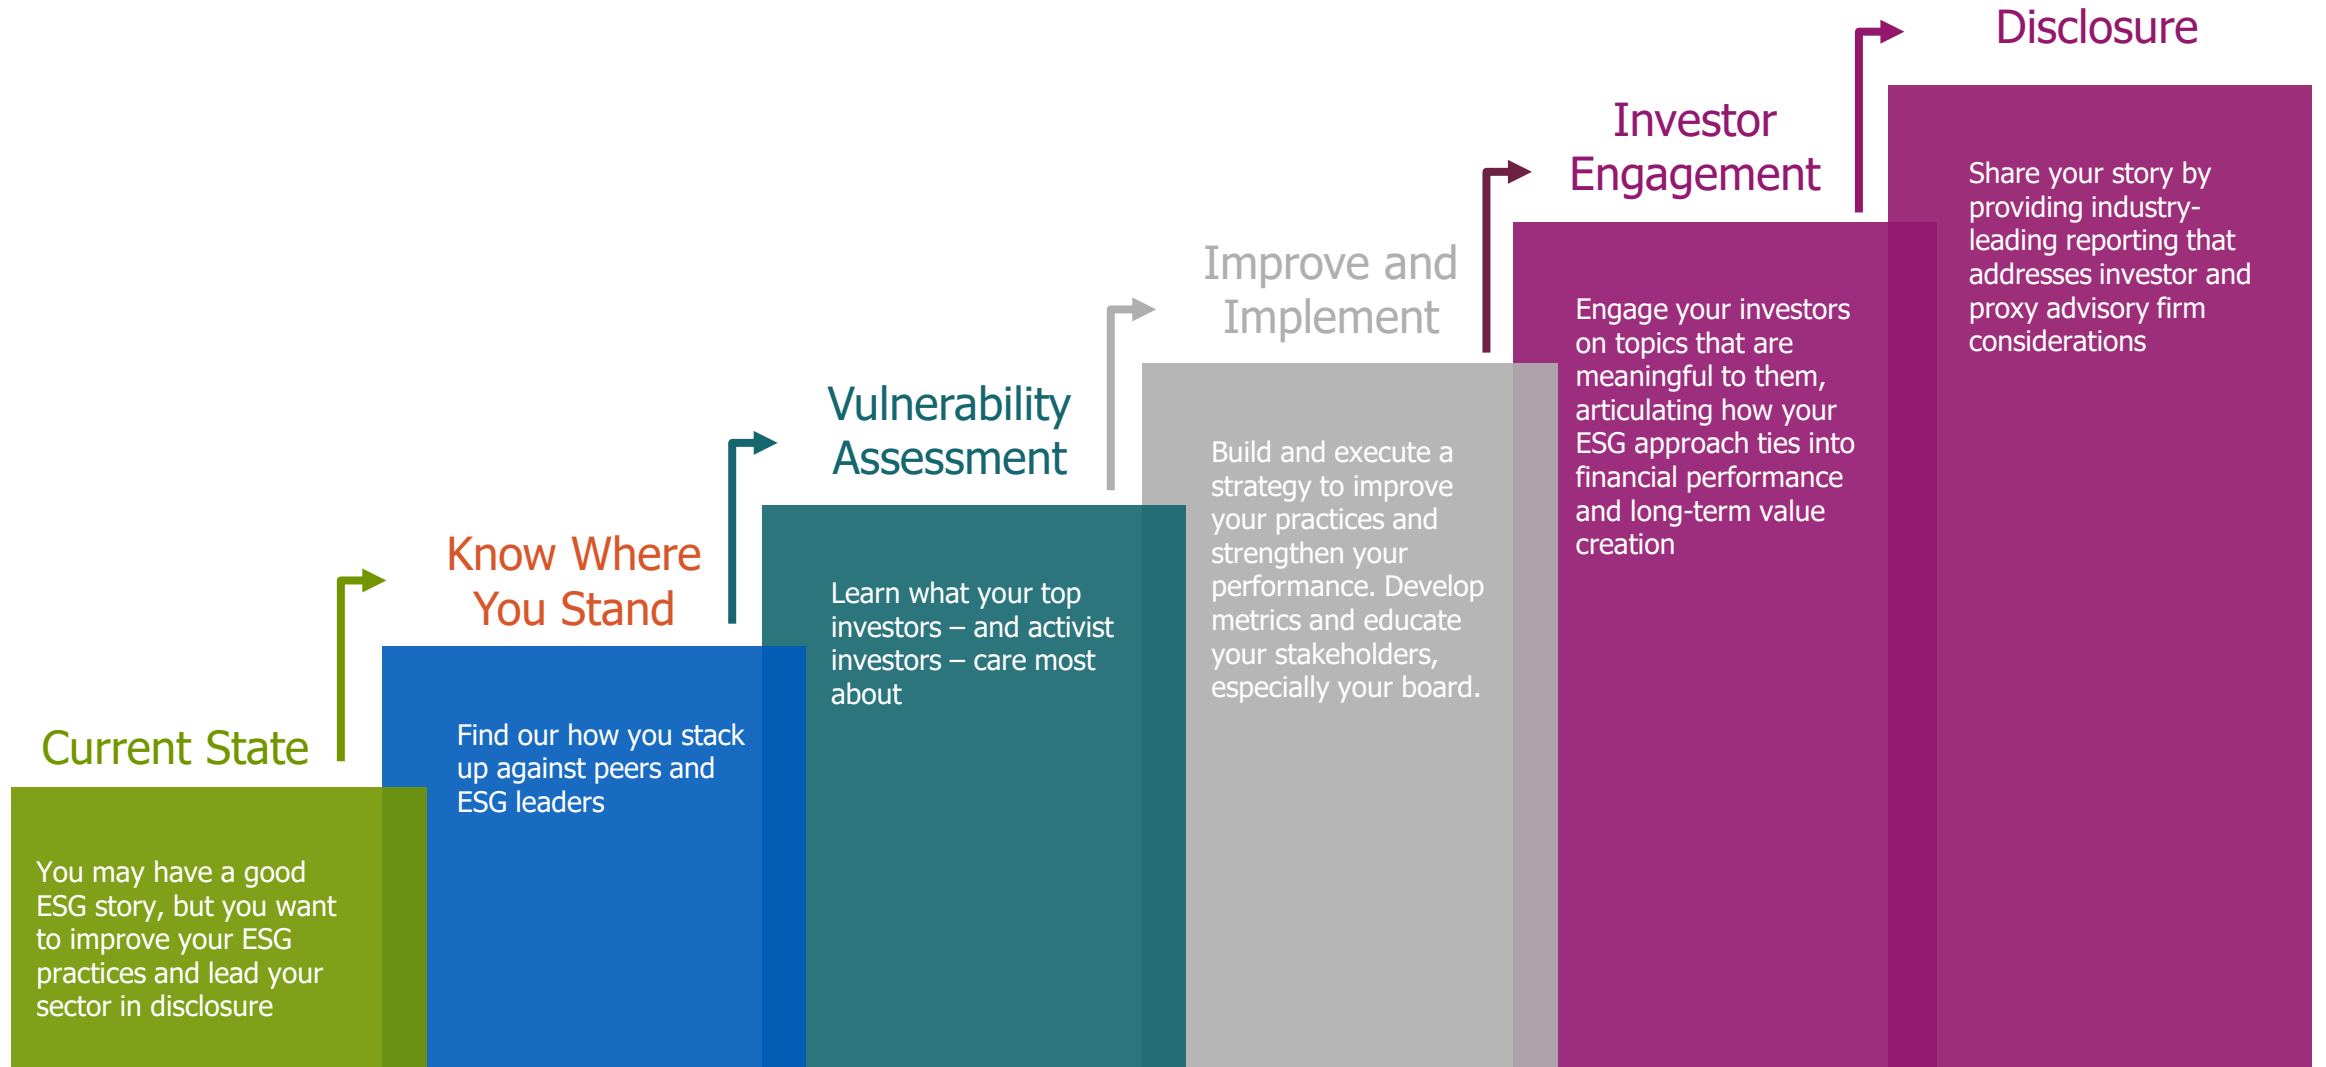 Current State
You may have a good
ESG story, but you want
to improve your ESG
practices and lead your
sector in disclosure
Know Where
You Stand
Find our how you stack
up against peers and
ESG leaders
Vulnerability
Assessment
Learn what your top
investors – and activist
investors – care most
about
Improve and
Implement
Build and execute a
strategy to improve
your practices and
strengthen your
performance. Develop
metrics and educate
your stakeholders,
especially your board.
Investor
Engagement
Engage your investors
on topics that are
meaningful to them,
articulating how your
ESG approach ties into
financial performance
and long-term value
creation
Disclosure
Share your story by
providing industry-
leading reporting that
addresses investor and
proxy advisory firm
considerations